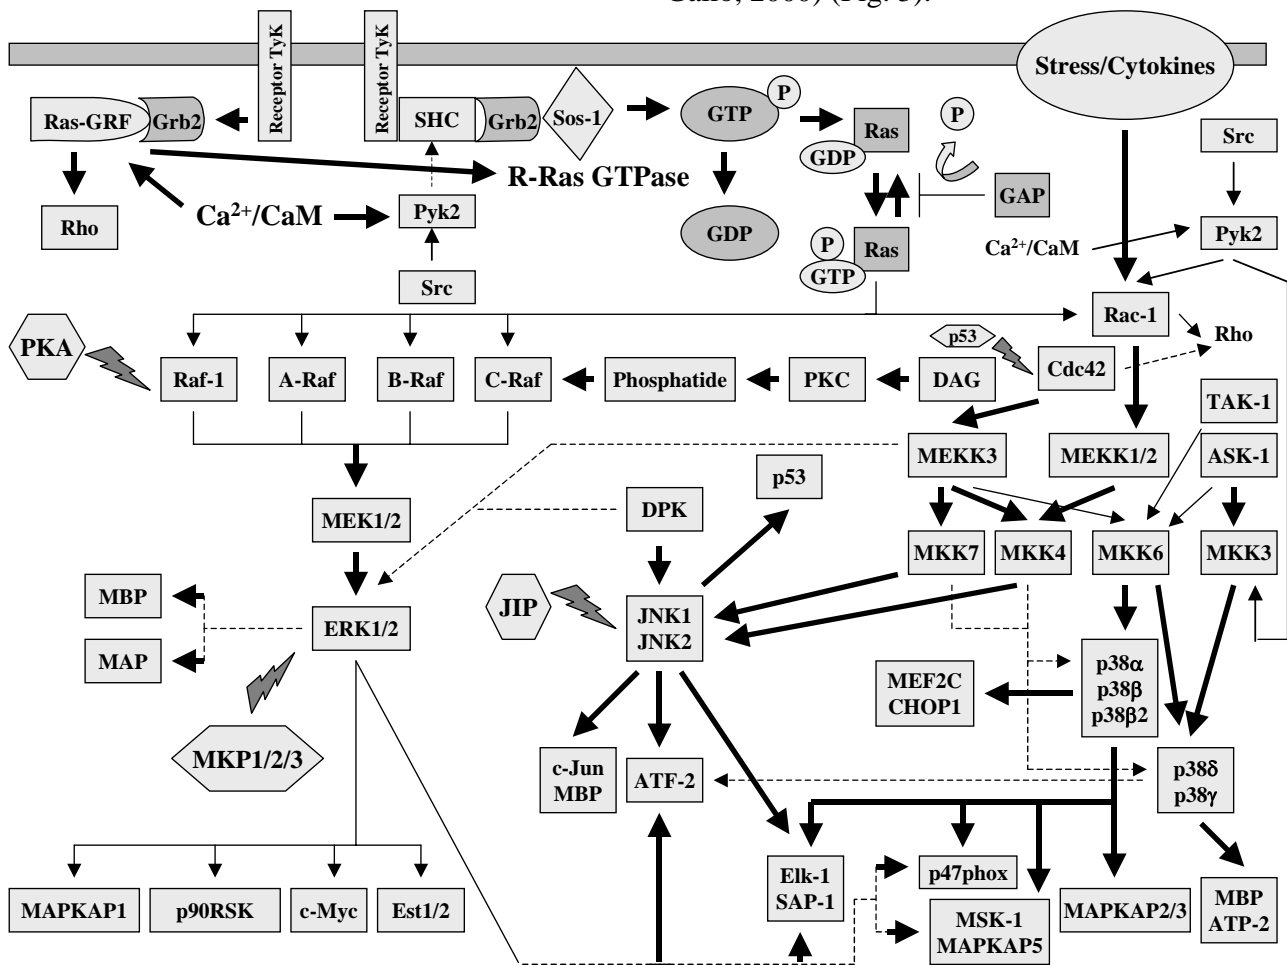 Cano, 2000) (Fig. 3).
Receptor TyK
Receptor TyK
Stress/Cytokines
Ras-GRF
Grb2
SHC
Grb2
Sos-1
GTP
P
Ras
GDP
P
Src
R-Ras GTPase
GAP
Rho
Ca2+/CaM
Pyk2
GDP
P
Ras
GTP
Ca2+/CaM
Pyk2
Src
Rac-1
Rho
PKA
p53
Cdc42
Raf-1
A-Raf
B-Raf
C-Raf
Phosphatide
PKC
DAG
TAK-1
MEKK3
MEKK1/2
ASK-1
p53
MEK1/2
DPK
MKK7
MKK4
MKK6
MKK3
MBP
MAP
ERK1/2
JIP
JNK1
JNK2
p38α
p38β
p38β2
MEF2C
CHOP1
MKP1/2/3
c-Jun
MBP
ATF-2
p38δ
p38γ
MAPKAP1
p90RSK
c-Myc
Est1/2
Elk-1
SAP-1
p47phox
MSK-1
MAPKAP5
MAPKAP2/3
MBP
ATP-2